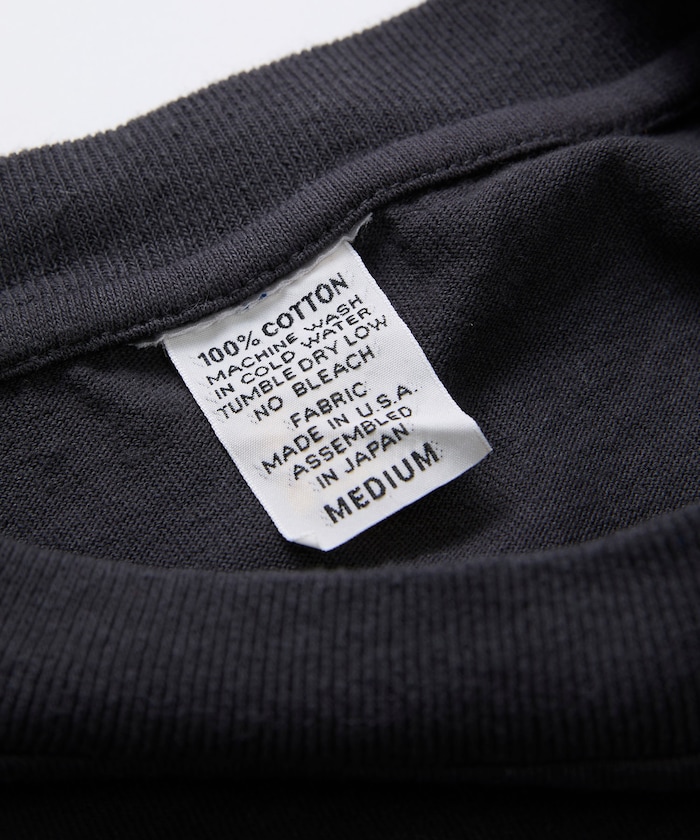 100% COTTON
MACHINE WASH
IN COLD WATER
TUMBLE DRY LOW
NO BLEACH
FABRIC
MADE IN U.S.A.
ASSEMBLED
IN JAPAN
MEDIUM